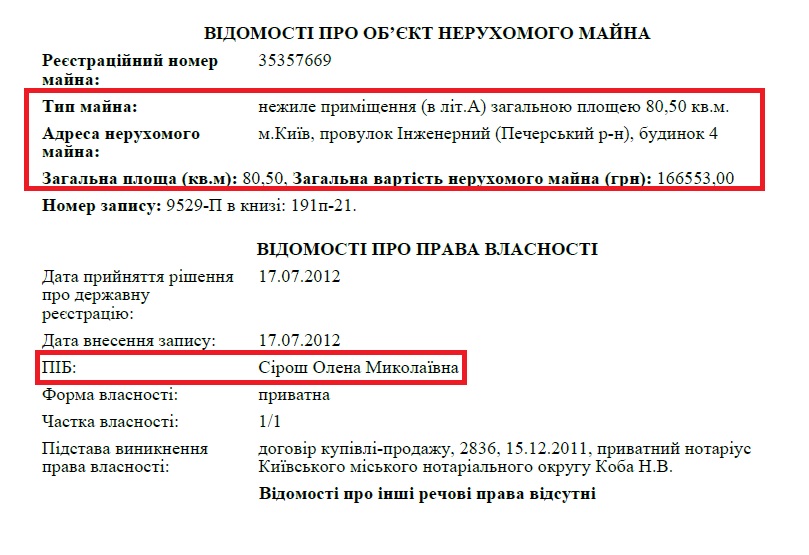 ВІДОМОСТІ ПРО ОБ’ЄКТ НЕРУХОМОГО МАЙНА
Реєстраційний номер майна: 35357669
Тип майна: нежиле приміщення (в літ.А) загальною площею 80,50 кв.м.
Адреса нерухомого майна: м.Київ, провулок Інженерний (Печерський р-н), будинок 4
Загальна площа (кв.м): 80,50, Загальна вартість нерухомого майна (грн): 166553,00
Номер запису: 9529-П в книзі: 191п-21.
ВІДОМОСТІ ПРО ПРАВА ВЛАСНОСТІ
Дата прийняття рішення про державну реєстрацію: 17.07.2012
Дата внесення запису: 17.07.2012
ПІБ: Сірош Олена Миколаївна
Форма власності: приватна
Частка власності: 1/1
Підстава виникнення права власності: договір купівлі-продажу, 2836, 15.12.2011, приватний нотаріус Київського міського нотаріального округу Коба Н.В.
Відомості про інші речові права відсутні